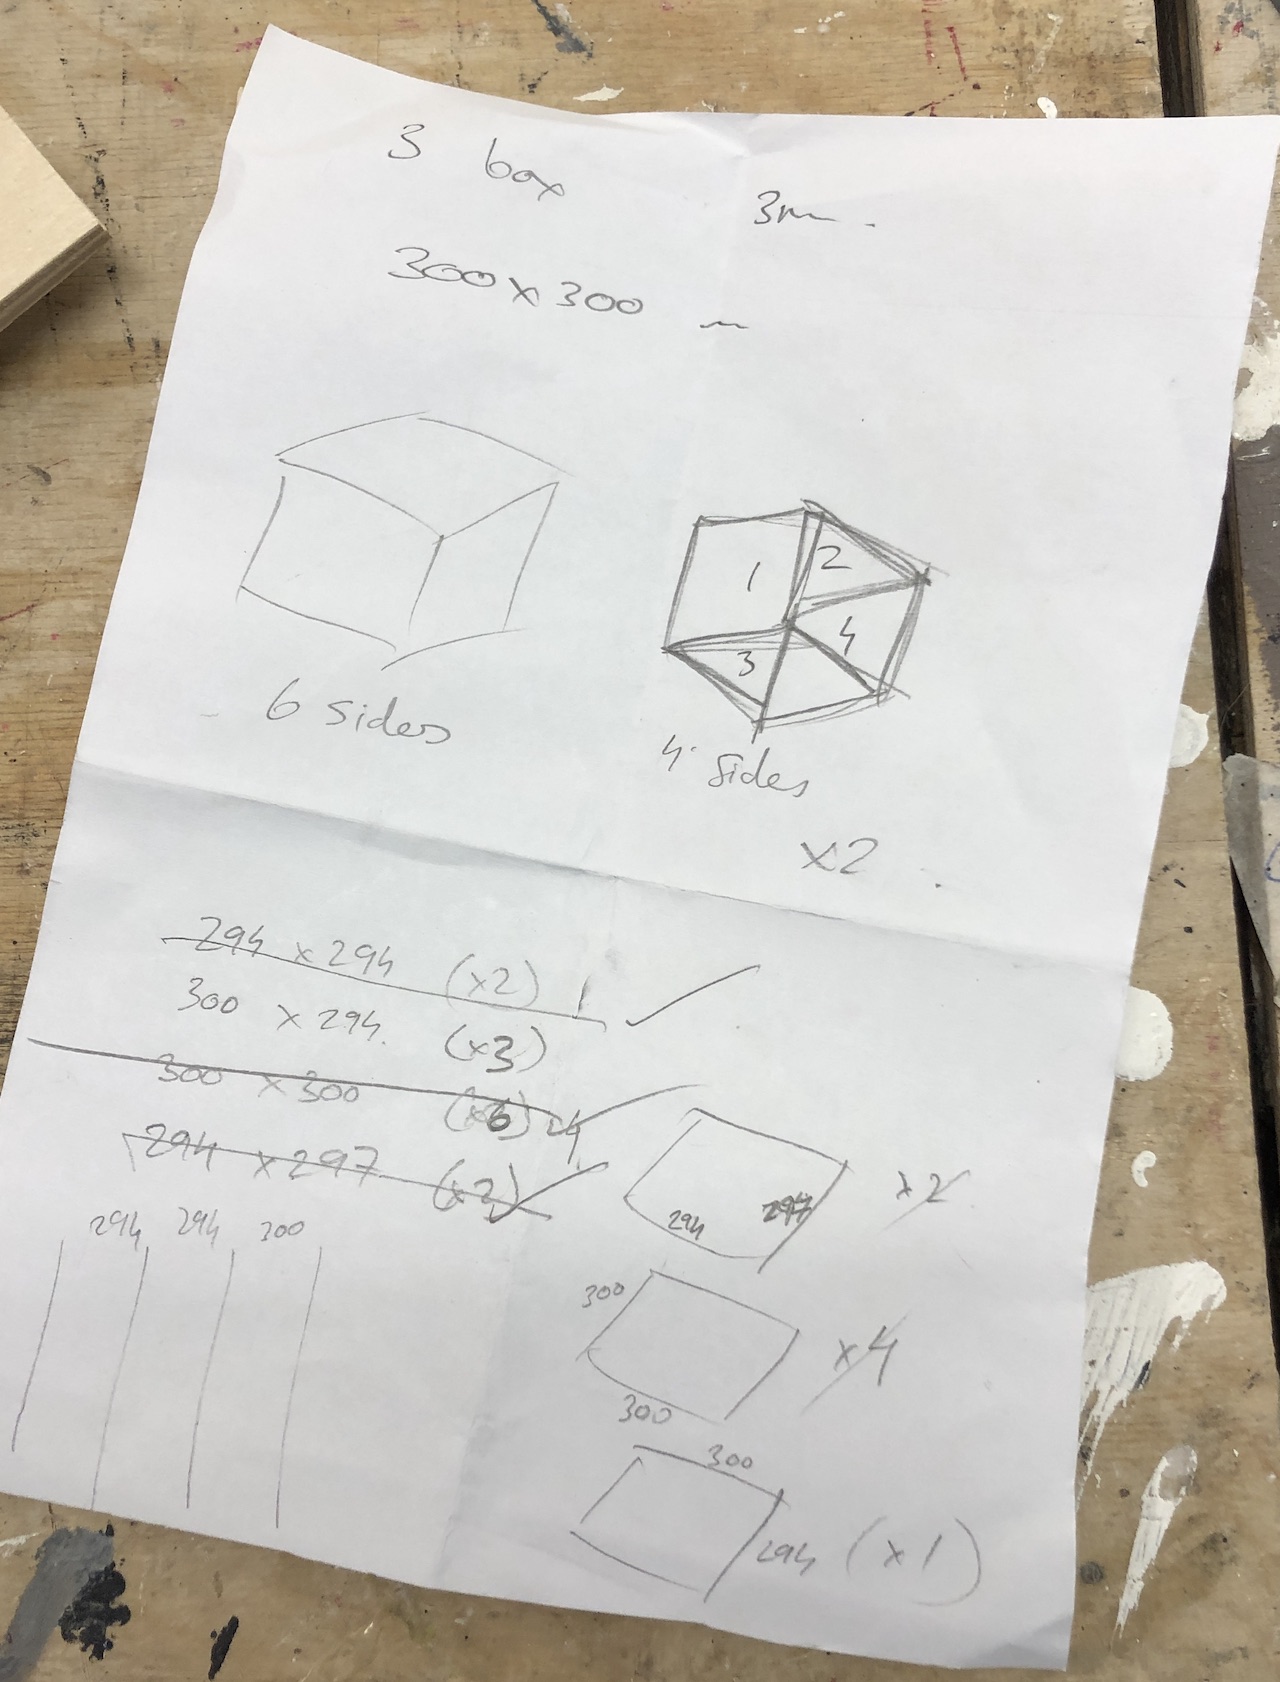 3 box
3m.
300 x 300 m
1
2
3
4
6 sides
4 sides
x2
294 x 294 (x2) 1
300 x 294. (x3)
300 x 300 (x6) 4
294 x 297 (x2)
294 294 300
294 297 x2
300
300 x4
300
294 (x1)